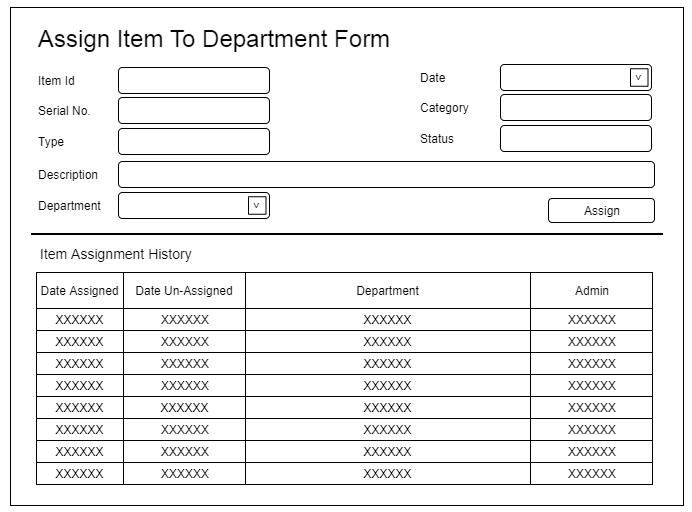 Assign Item To Department Form
Item Id
Date
v
Serial No.
Category
Type
Status
Description
Department
v
Assign
Item Assignment History
Date Assigned Date Un-Assigned Department Admin
XXXXXX XXXXXX XXXXXX XXXXXX
XXXXXX XXXXXX XXXXXX XXXXXX
XXXXXX XXXXXX XXXXXX XXXXXX
XXXXXX XXXXXX XXXXXX XXXXXX
XXXXXX XXXXXX XXXXXX XXXXXX
XXXXXX XXXXXX XXXXXX XXXXXX
XXXXXX XXXXXX XXXXXX XXXXXX
XXXXXX XXXXXX XXXXXX XXXXXX